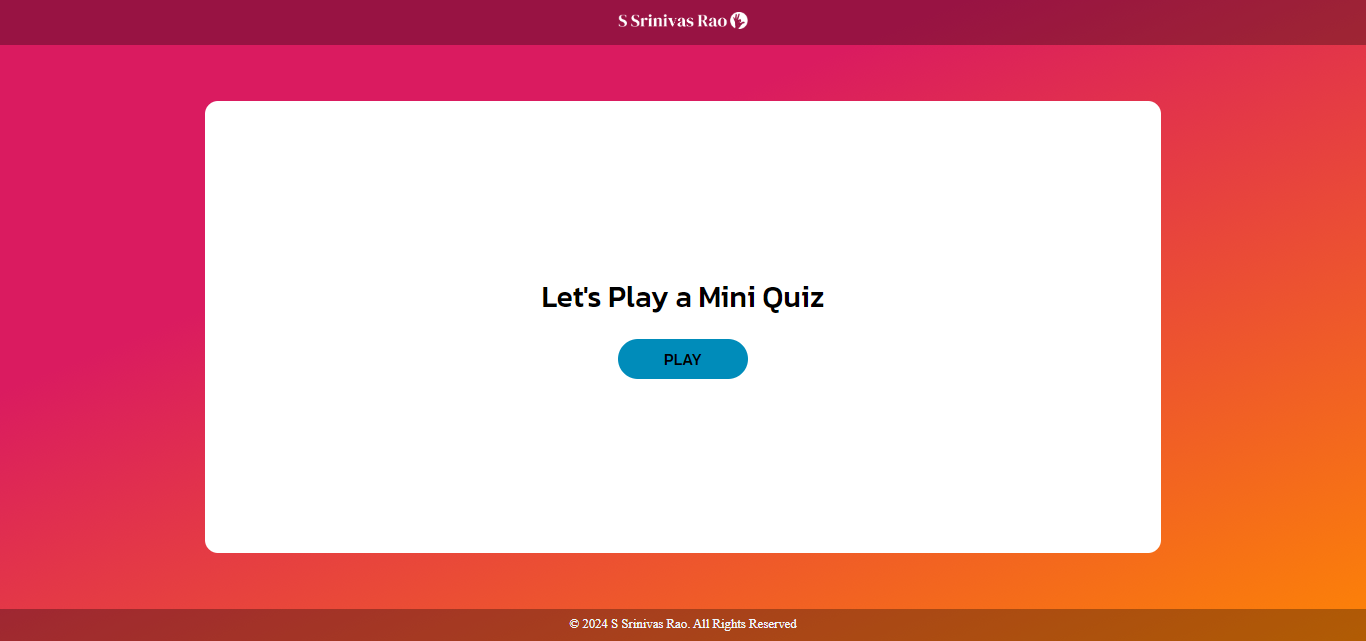 S Srinivas Rao
Let's Play a Mini Quiz
PLAY
© 2024 S Srinivas Rao. All Rights Reserved